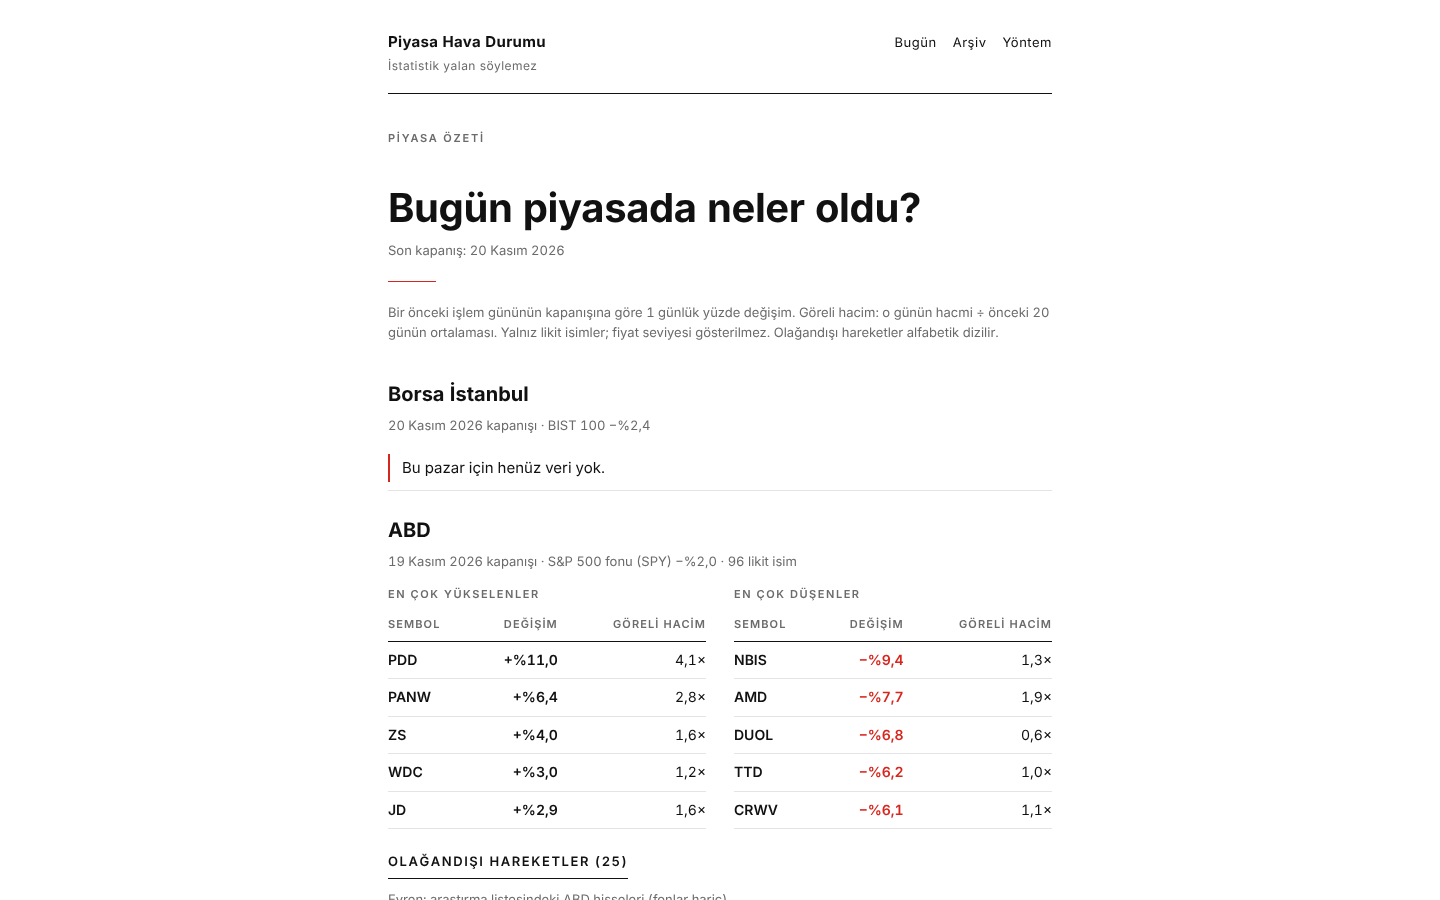 Piyasa Hava Durumu
İstatistik yalan söylemez
Bugün Arşiv Yöntem
PİYASA ÖZETİ
Bugün piyasada neler oldu?
Son kapanış: 20 Kasım 2026
Bir önceki işlem gününün kapanışına göre 1 günlük yüzde değişim. Göreli hacim: o günün hacmi ÷ önceki 20
günün ortalaması. Yalnız likit isimler; fiyat seviyesi gösterilmez. Olağandışı hareketler alfabetik dizilir.
Borsa İstanbul
20 Kasım 2026 kapanışı · BIST 100 −%2,4
Bu pazar için henüz veri yok.
ABD
19 Kasım 2026 kapanışı · S&P 500 fonu (SPY) −%2,0 · 96 likit isim
EN ÇOK YÜKSELENLER
SEMBOL DEĞİŞİM GÖRELİ HACİM
PDD +%11,0 4,1×
PANW +%6,4 2,8×
ZS +%4,0 1,6×
WDC +%3,0 1,2×
JD +%2,9 1,6×
EN ÇOK DÜŞENLER
SEMBOL DEĞİŞİM GÖRELİ HACİM
NBIS −%9,4 1,3×
AMD −%7,7 1,9×
DUOL −%6,8 0,6×
TTD −%6,2 1,0×
CRWV −%6,1 1,1×
OLAĞANDIŞI HAREKETLER (25)
Evren: araştırma listesindeki ABD hisseleri (fonlar hariç)